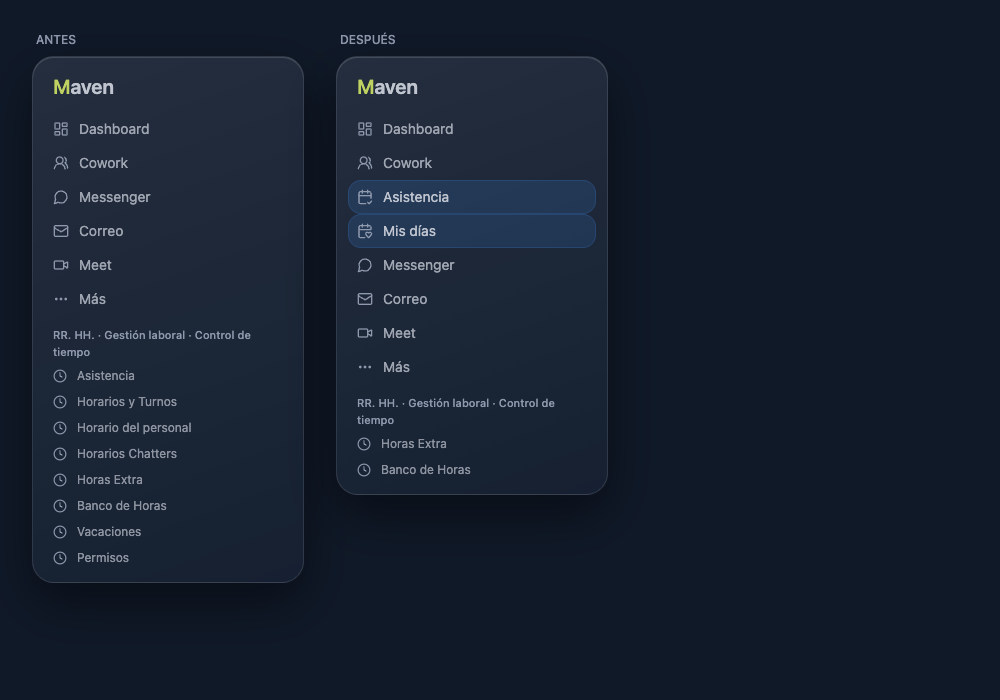 ANTES
Maven
Dashboard
Cowork
Messenger
Correo
Meet
Más
RR. HH. · Gestión laboral · Control de
tiempo
Asistencia
Horarios y Turnos
Horario del personal
Horarios Chatters
Horas Extra
Banco de Horas
Vacaciones
Permisos
DESPUÉS
Maven
Dashboard
Cowork
Asistencia
Mis días
Messenger
Correo
Meet
Más
RR. HH. · Gestión laboral · Control de
tiempo
Horas Extra
Banco de Horas